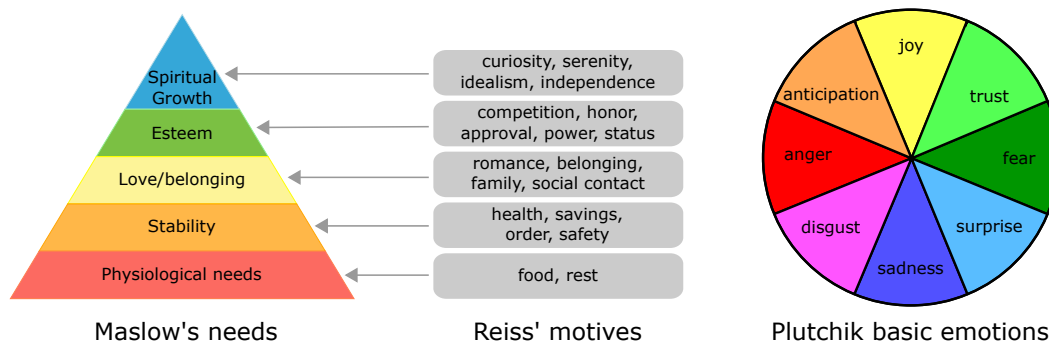 Spiritual
Growth
Esteem
Love/belonging
Stability
Physiological needs
Maslow's needs
curiosity, serenity,
idealism, independence
competition, honor,
approval, power, status
romance, belonging,
family, social contact
health, savings,
order, safety
food, rest
Reiss' motives
joy
trust
fear
surprise
sadness
disgust
anger
anticipation
Plutchik basic emotions